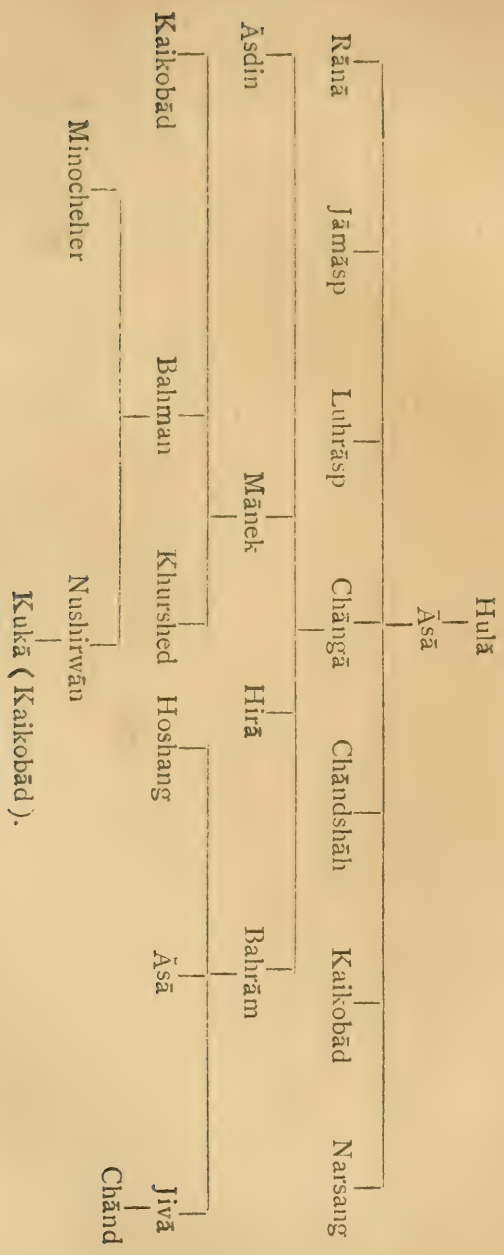 Hulā
Āsā
Rānā Jāmāsp Luhrāsp Chāngā Chāndshāh Kaikobād Narsang
Āsdin Mānek Hirā Bahrām
Kaikobād Bahman Khurshed Hoshang Āsā Jivā
Chānd
Minocheher Nushirwān
Kukā (Kaikobād).